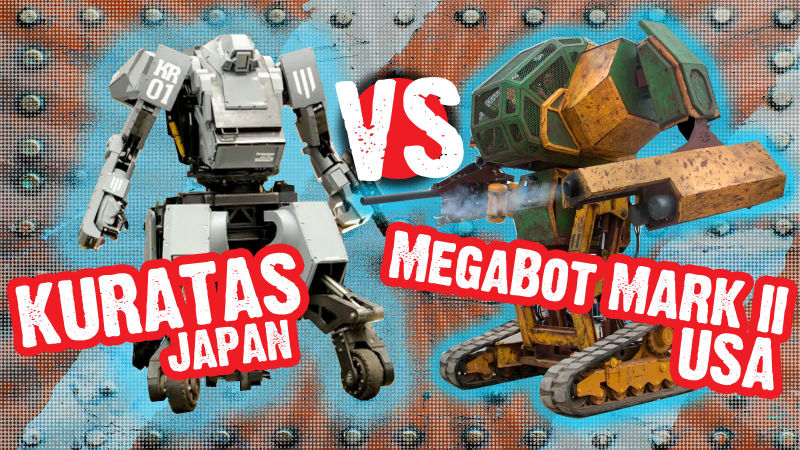 KR
01
VS
KURATAS
JAPAN
MEGABOT MARK II
USA